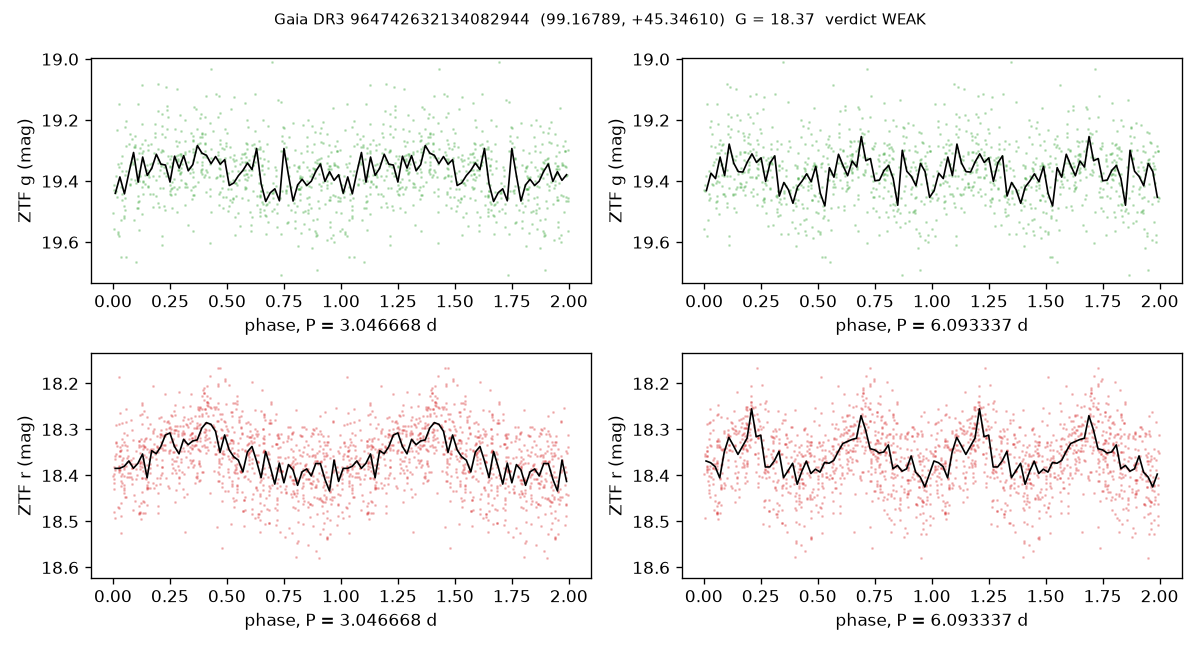 Gaia DR3 964742632134082944 (99.16789, +45.34610) G = 18.37 verdict WEAK
19.0
19.2
19.4
19.6
ZTF g (mag)
0.00 0.25 0.50 0.75 1.00 1.25 1.50 1.75 2.00
phase, P = 3.046668 d
19.0
19.2
19.4
19.6
ZTF g (mag)
0.00 0.25 0.50 0.75 1.00 1.25 1.50 1.75 2.00
phase, P = 6.093337 d
18.2
18.3
18.4
18.5
18.6
ZTF r (mag)
0.00 0.25 0.50 0.75 1.00 1.25 1.50 1.75 2.00
phase, P = 3.046668 d
18.2
18.3
18.4
18.5
18.6
ZTF r (mag)
0.00 0.25 0.50 0.75 1.00 1.25 1.50 1.75 2.00
phase, P = 6.093337 d